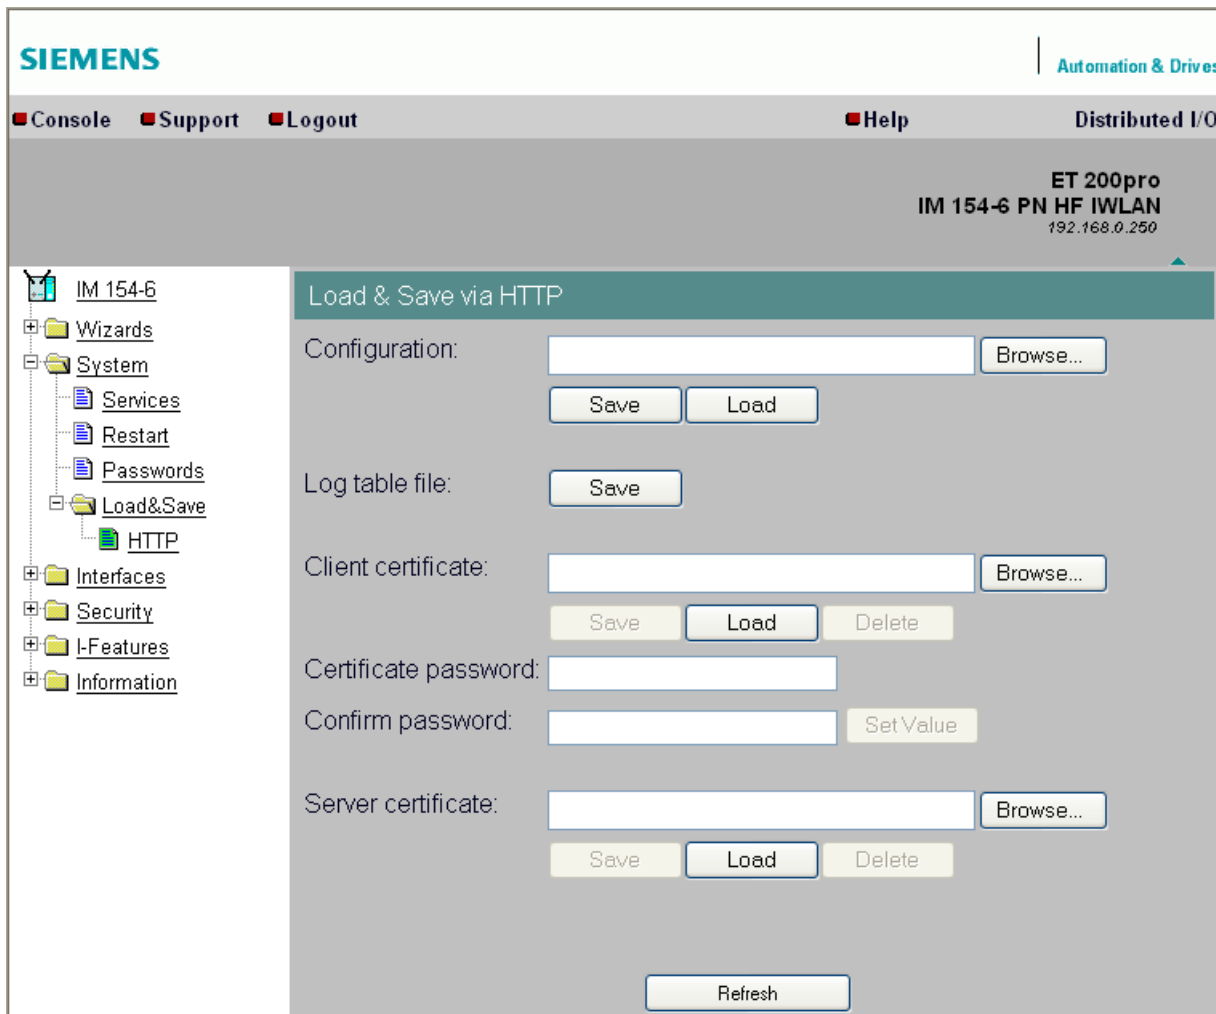 SIEMENS
Automation & Drives
Console Support Logout Help Distributed I/O
ET 200pro
IM 154-6 PN HF IWLAN
192.168.0.250
IM 154-6
Wizards
System
Services
Restart
Passwords
Load&Save
HTTP
Interfaces
Security
I-Features
Information
Load & Save via HTTP
Configuration: Browse...
Save Load
Log table file: Save
Client certificate: Browse...
Save Load Delete
Certificate password:
Confirm password: Set Value
Server certificate: Browse...
Save Load Delete
Refresh